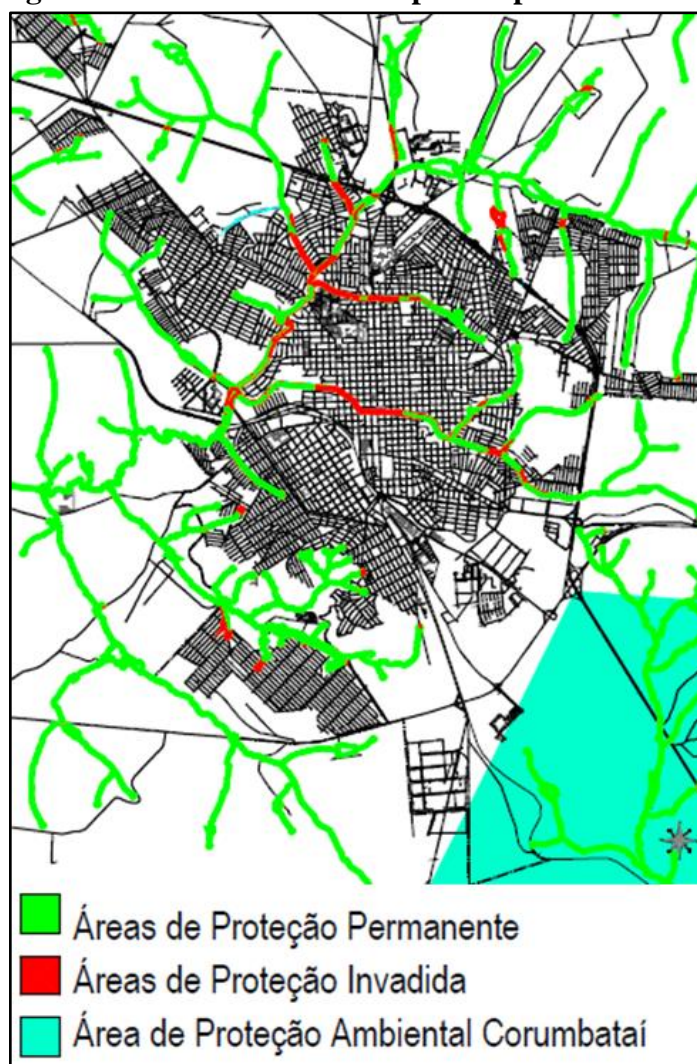 Áreas de Proteção Permanente
Áreas de Proteção Invadida
Área de Proteção Ambiental Corumbataí